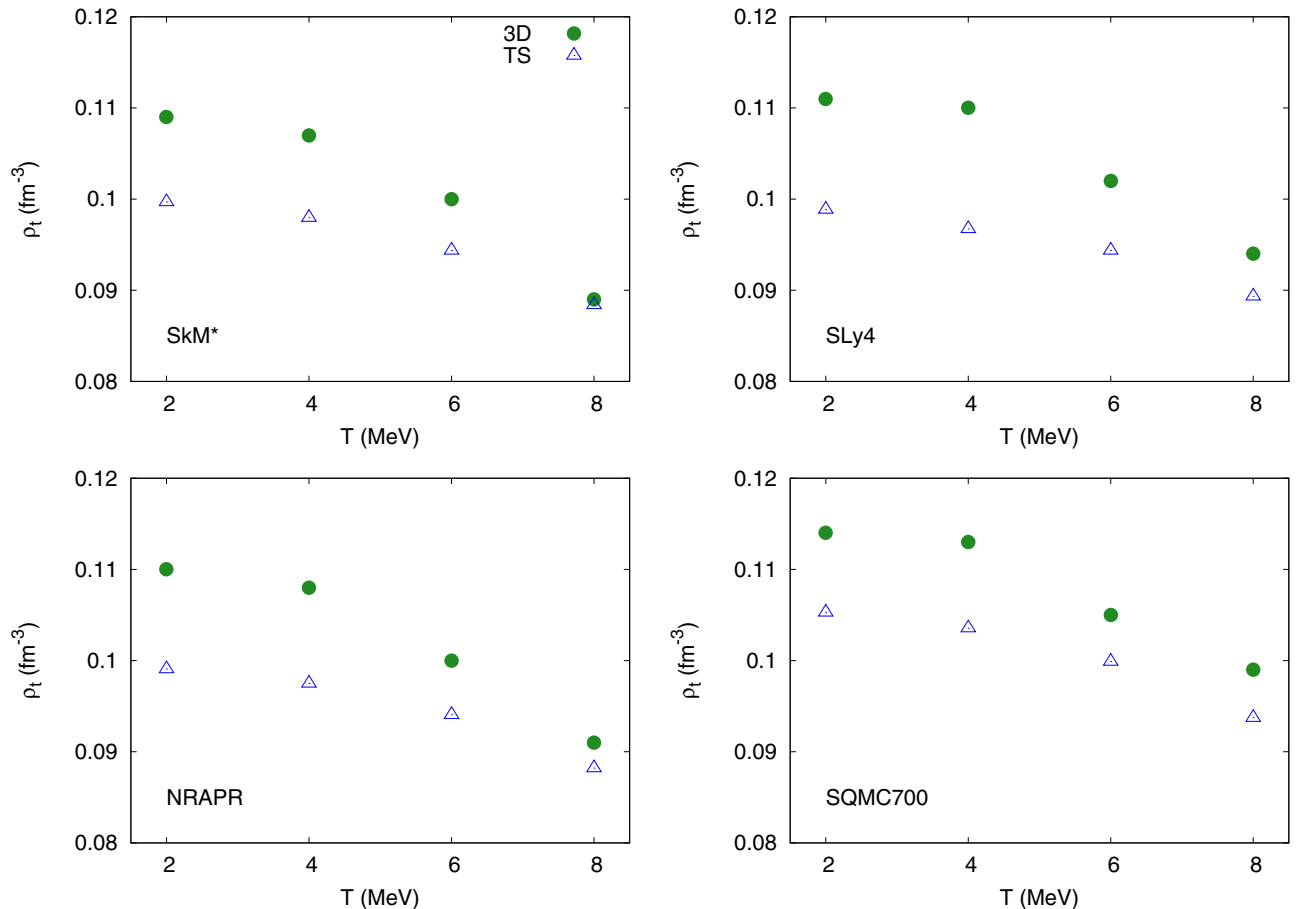 0.12
0.11
0.1
0.09
0.08
ρt (fm-3)
3D
TS
SkM*
2 4 6 8
T (MeV)
0.12
0.11
0.1
0.09
0.08
ρt (fm-3)
SLy4
2 4 6 8
T (MeV)
0.12
0.11
0.1
0.09
0.08
ρt (fm-3)
NRAPR
2 4 6 8
T (MeV)
0.12
0.11
0.1
0.09
0.08
ρt (fm-3)
SQMC700
2 4 6 8
T (MeV)